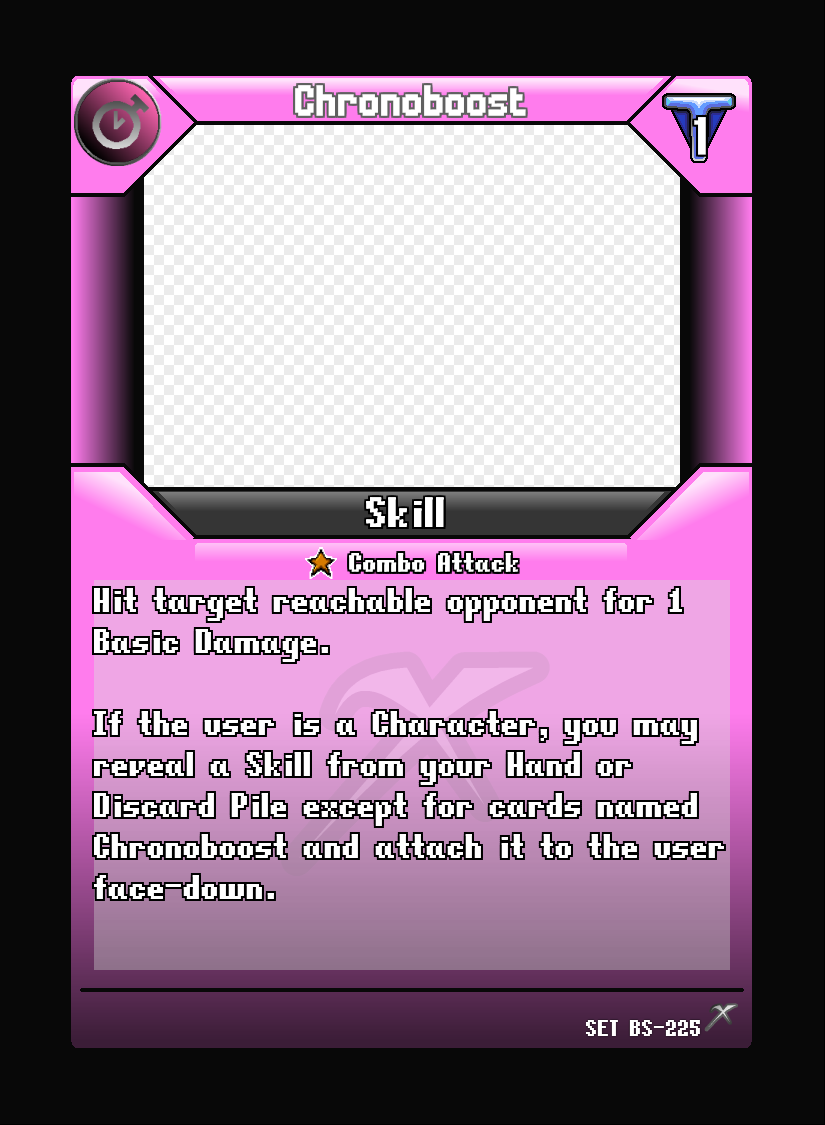 Chronoboost
1
Skill
Combo Attack
Hit target reachable opponent for 1
Basic Damage.
If the user is a Character, you may
reveal a Skill from your Hand or
Discard Pile except for cards named
Chronoboost and attach it to the user
face-down.
SET BS-225